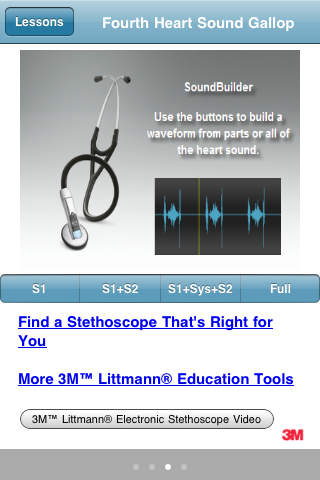 Lessons
Fourth Heart Sound Gallop
SoundBuilder
Use the buttons to build a
waveform from parts or all of
the heart sound.
S1
S1+S2
S1+Sys+S2
Full
Find a Stethoscope That's Right for
You
More 3M™ Littmann® Education Tools
3M™ Littmann® Electronic Stethoscope Video
3M